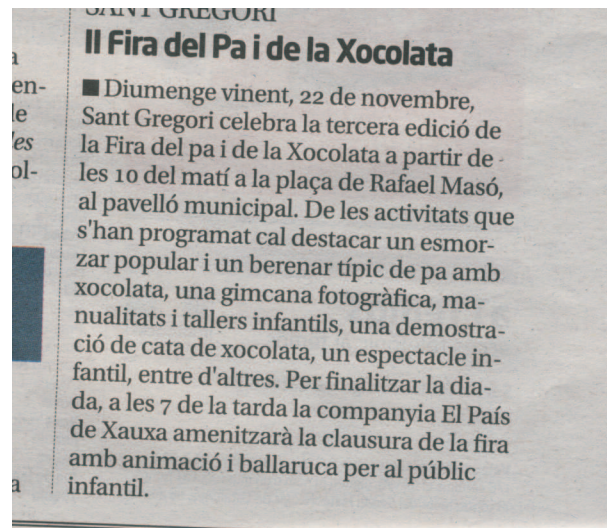 SANT GREGORI
II Fira del Pa i de la Xocolata
■ Diumenge vinent, 22 de novembre,
Sant Gregori celebra la tercera edició de
la Fira del pa i de la Xocolata a partir de
les 10 del matí a la plaça de Rafael Masó,
al pavelló municipal. De les activitats que
s'han programat cal destacar un esmor-
zar popular i un berenar típic de pa amb
xocolata, una gimcana fotogràfica, ma-
nualitats i tallers infantils, una demostra-
ció de cata de xocolata, un espectacle in-
fantil, entre d'altres. Per finalitzar la dia-
da, a les 7 de la tarda la companyia El País
de Xauxa amenitzarà la clausura de la fira
amb animació i ballaruca per al públic
infantil.